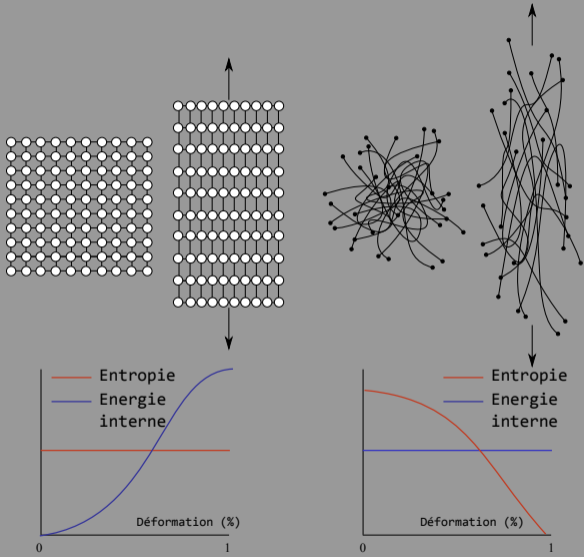 Entropie
Energie
interne
Déformation (%)
0
1
Entropie
Energie
interne
Déformation (%)
0
1